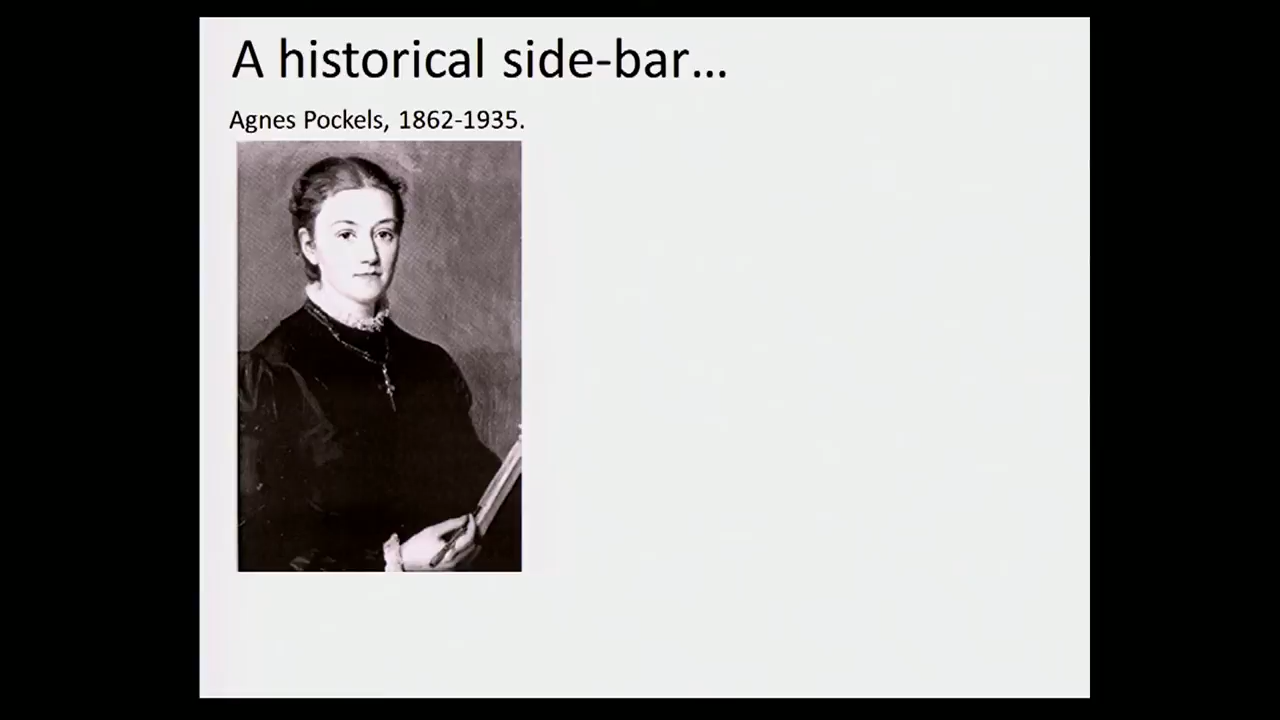 A historical side-bar...
Agnes Pockels, 1862-1935.